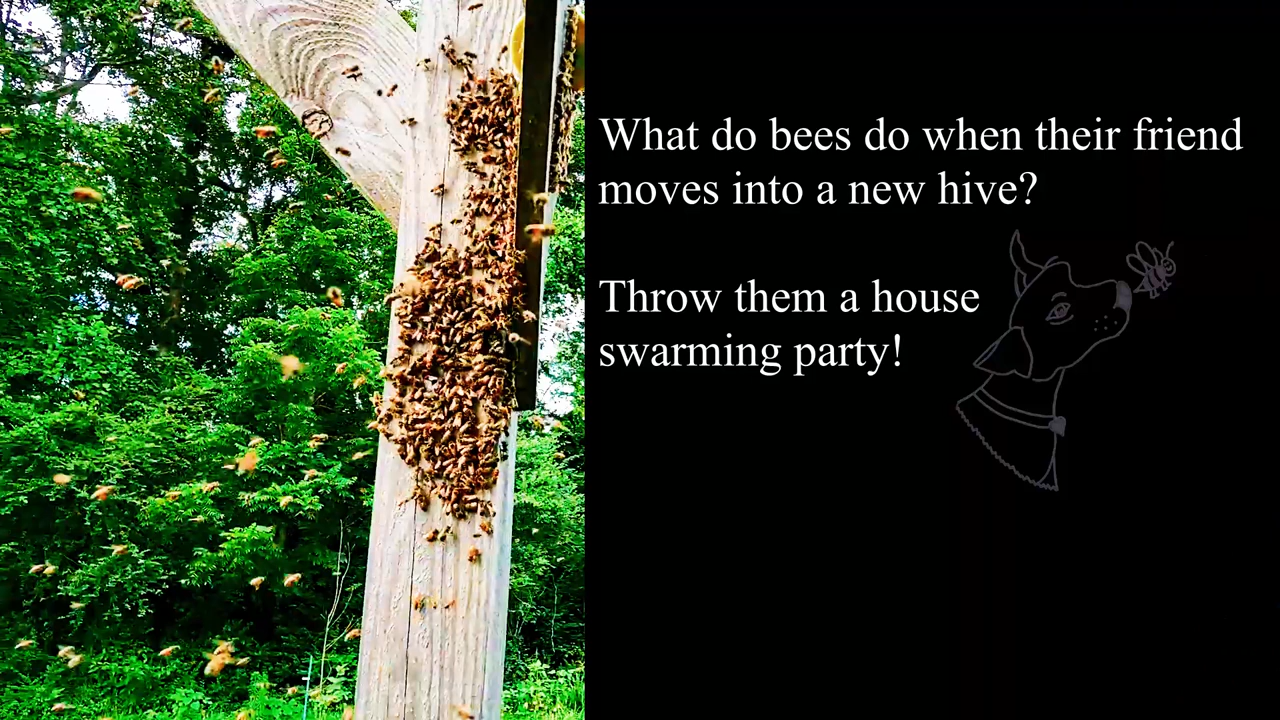 What do bees do when their friend
moves into a new hive?
Throw them a house
swarming party!